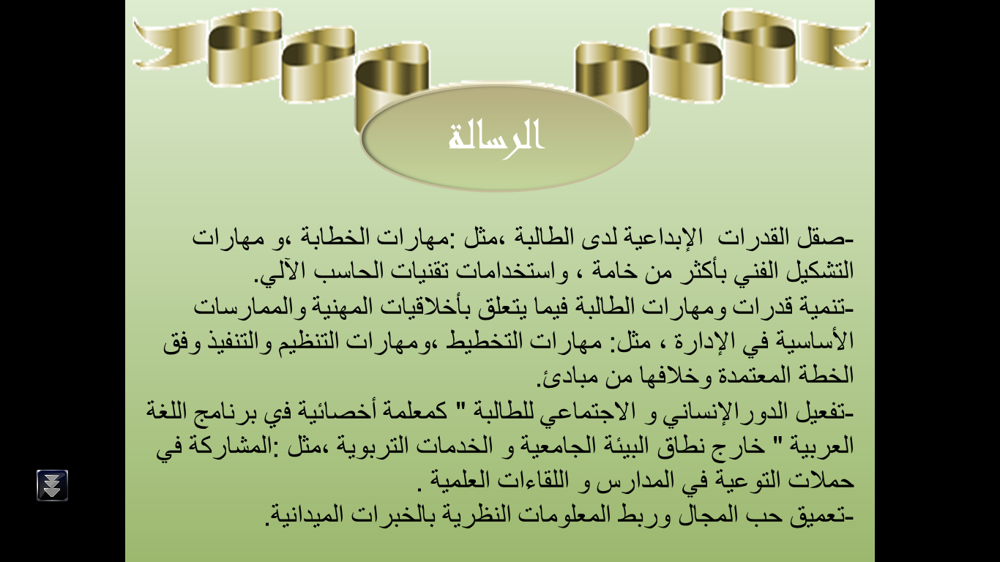 الرسالة
-صقل القدرات  الإبداعية لدى الطالبة ،مثل :مهارات الخطابة ،و مهارات
التشكيل الفني بأكثر من خامة ، واستخدامات تقنيات الحاسب الآلي.
-تنمية قدرات ومهارات الطالبة فيما يتعلق بأخلاقيات المهنية والممارسات
الأساسية في الإدارة ، مثل: مهارات التخطيط ،ومهارات التنظيم والتنفيذ وفق
الخطة المعتمدة وخلافها من مبادئ.
-تفعيل الدورالإنساني و الاجتماعي للطالبة " كمعلمة أخصائية في برنامج اللغة
العربية " خارج نطاق البيئة الجامعية و الخدمات التربوية ،مثل :المشاركة في
حملات التوعية في المدارس و اللقاءات العلمية .
-تعميق حب المجال وربط المعلومات النظرية بالخبرات الميدانية.